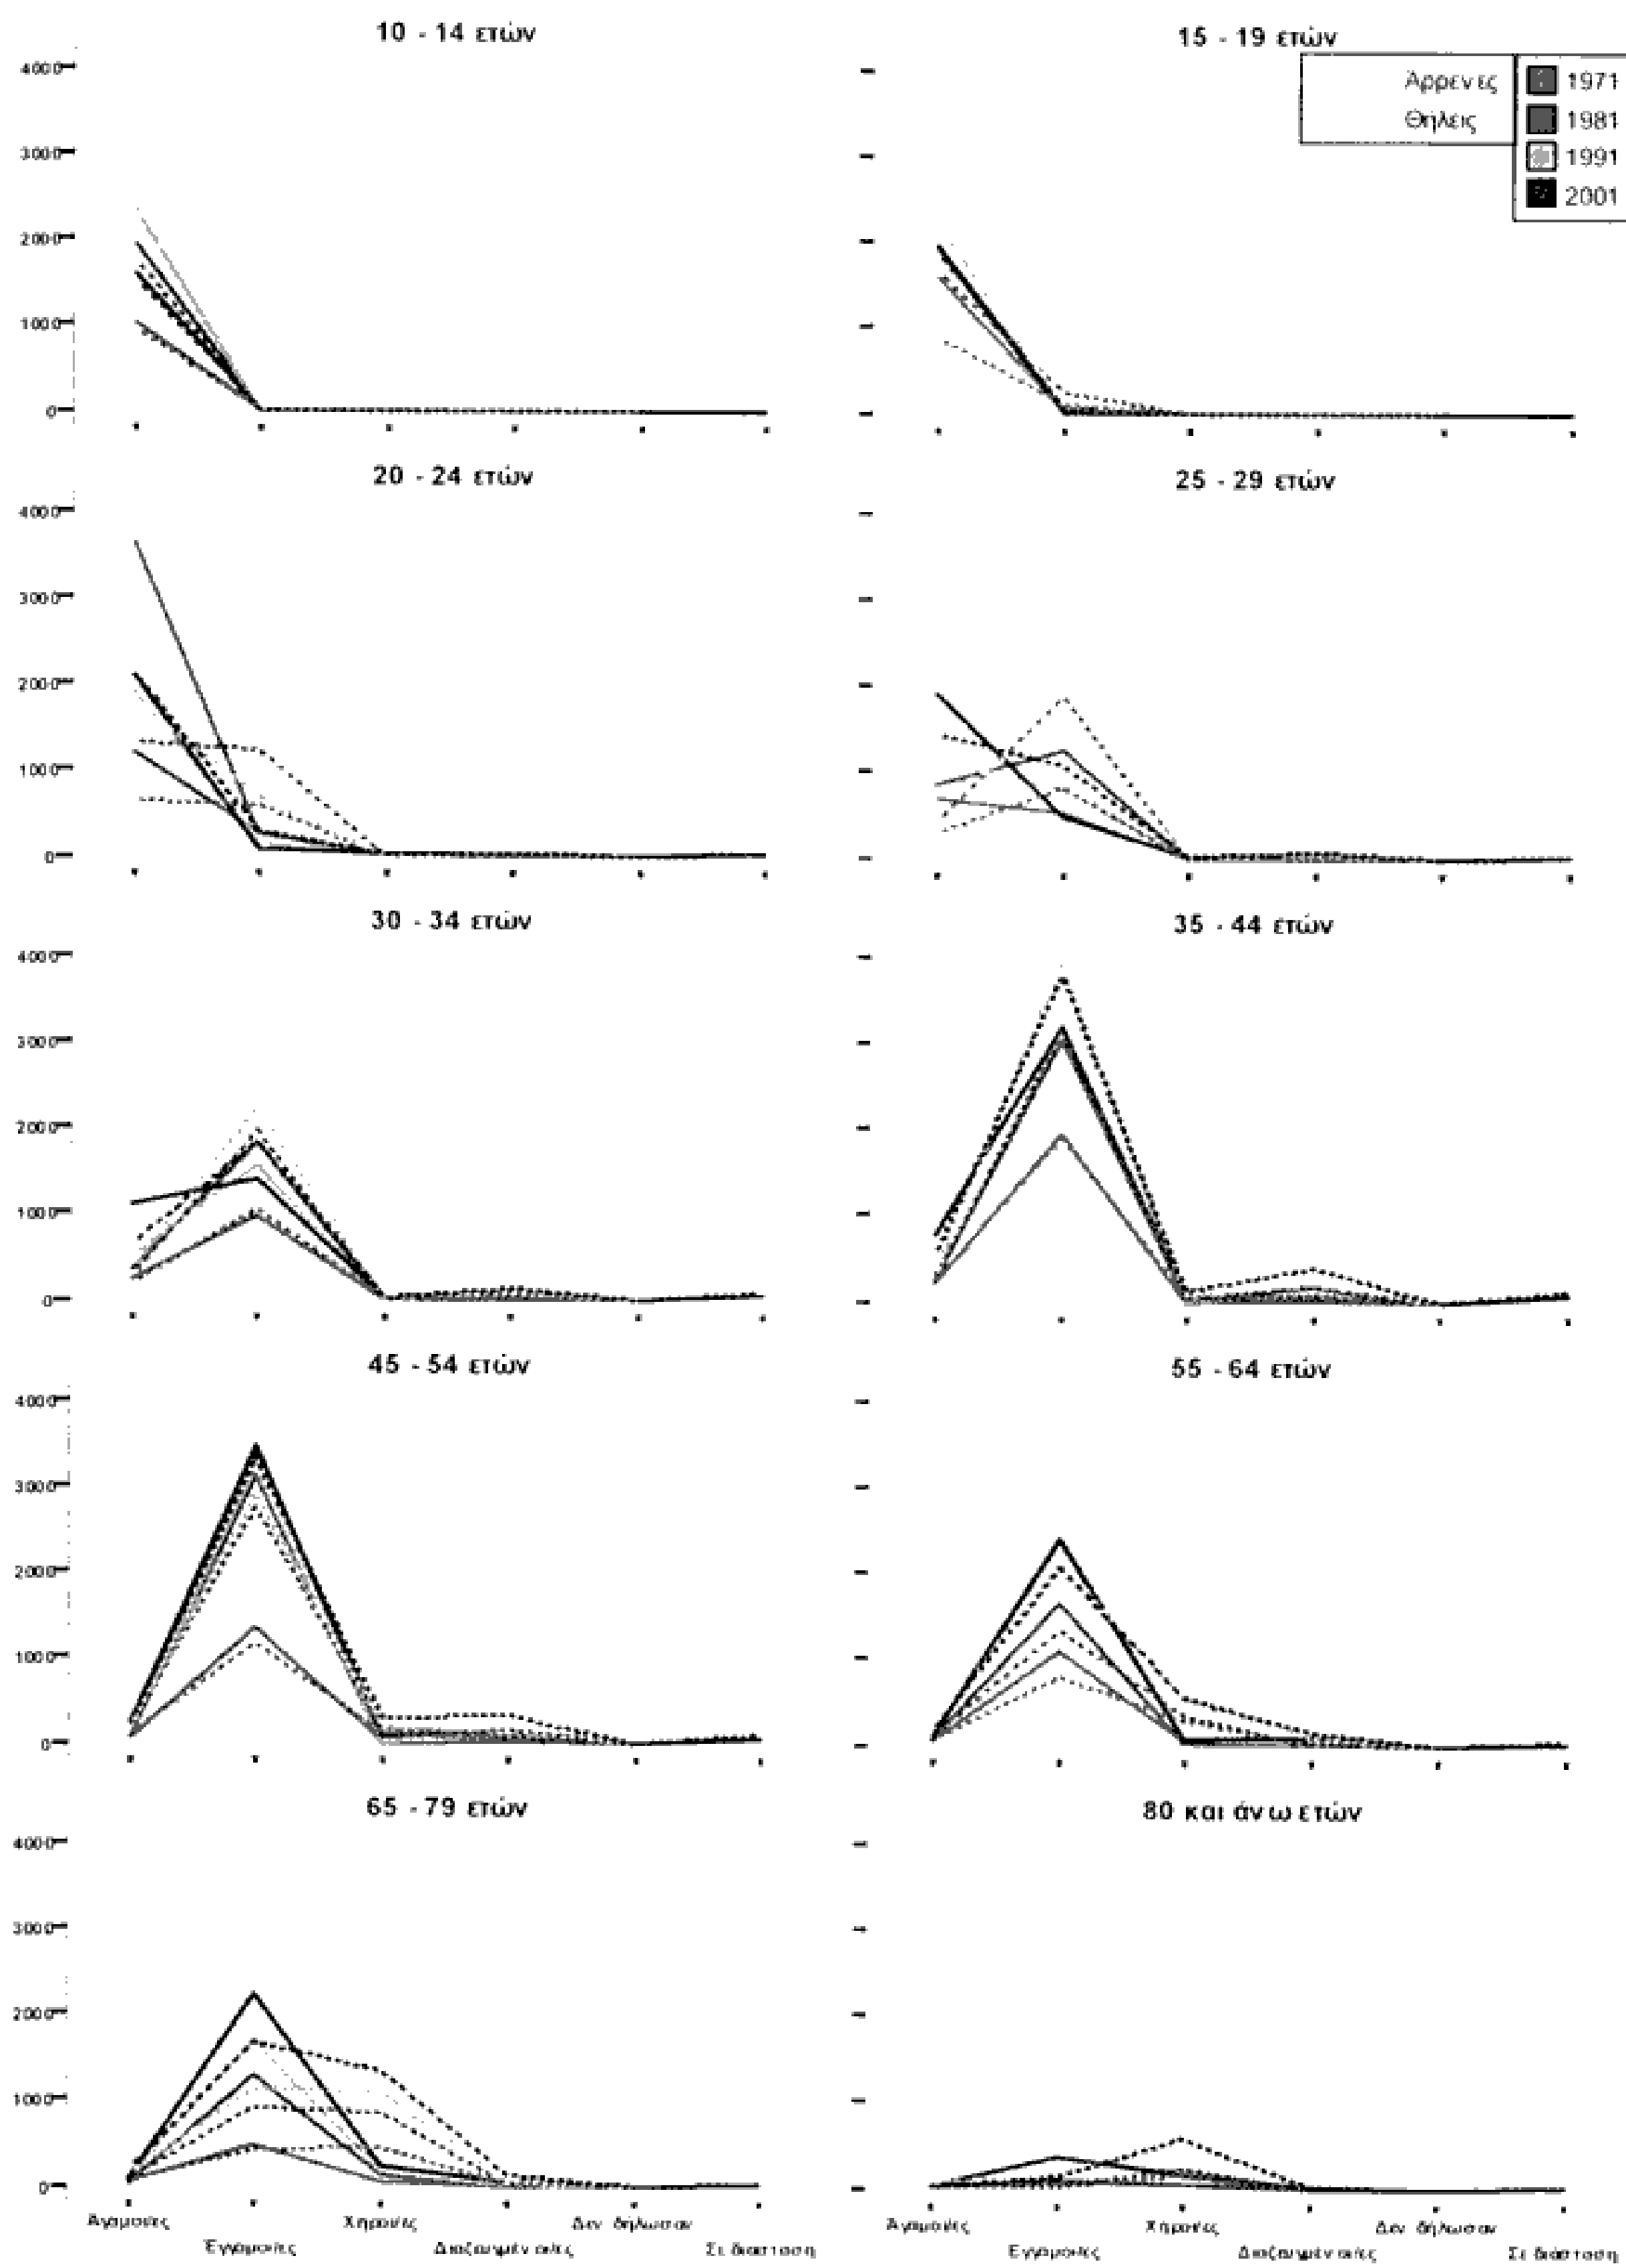 10 - 14 ετών
15 - 19 ετών
4000
3000
2000
1000
0
Άρρενες
Θήλεις
1971
1981
1991
2001
20 - 24 ετών
25 - 29 ετών
4000
3000
2000
1000
0
30 - 34 ετών
35 - 44 ετών
4000
3000
2000
1000
0
45 - 54 ετών
55 - 64 ετών
4000
3000
2000
1000
0
65 - 79 ετών
80 και άνω ετών
4000
3000
2000
1000
0
Άγαμοι/ες
Χήροι/ες
Δεν δήλωσαν
Άγαμοι/ες
Χήροι/ες
Δεν δήλωσαν
Έγγαμοι/ες
Διαζευγμένοι/ες
Σε διάσταση
Έγγαμοι/ες
Διαζευγμένοι/ες
Σε διάσταση